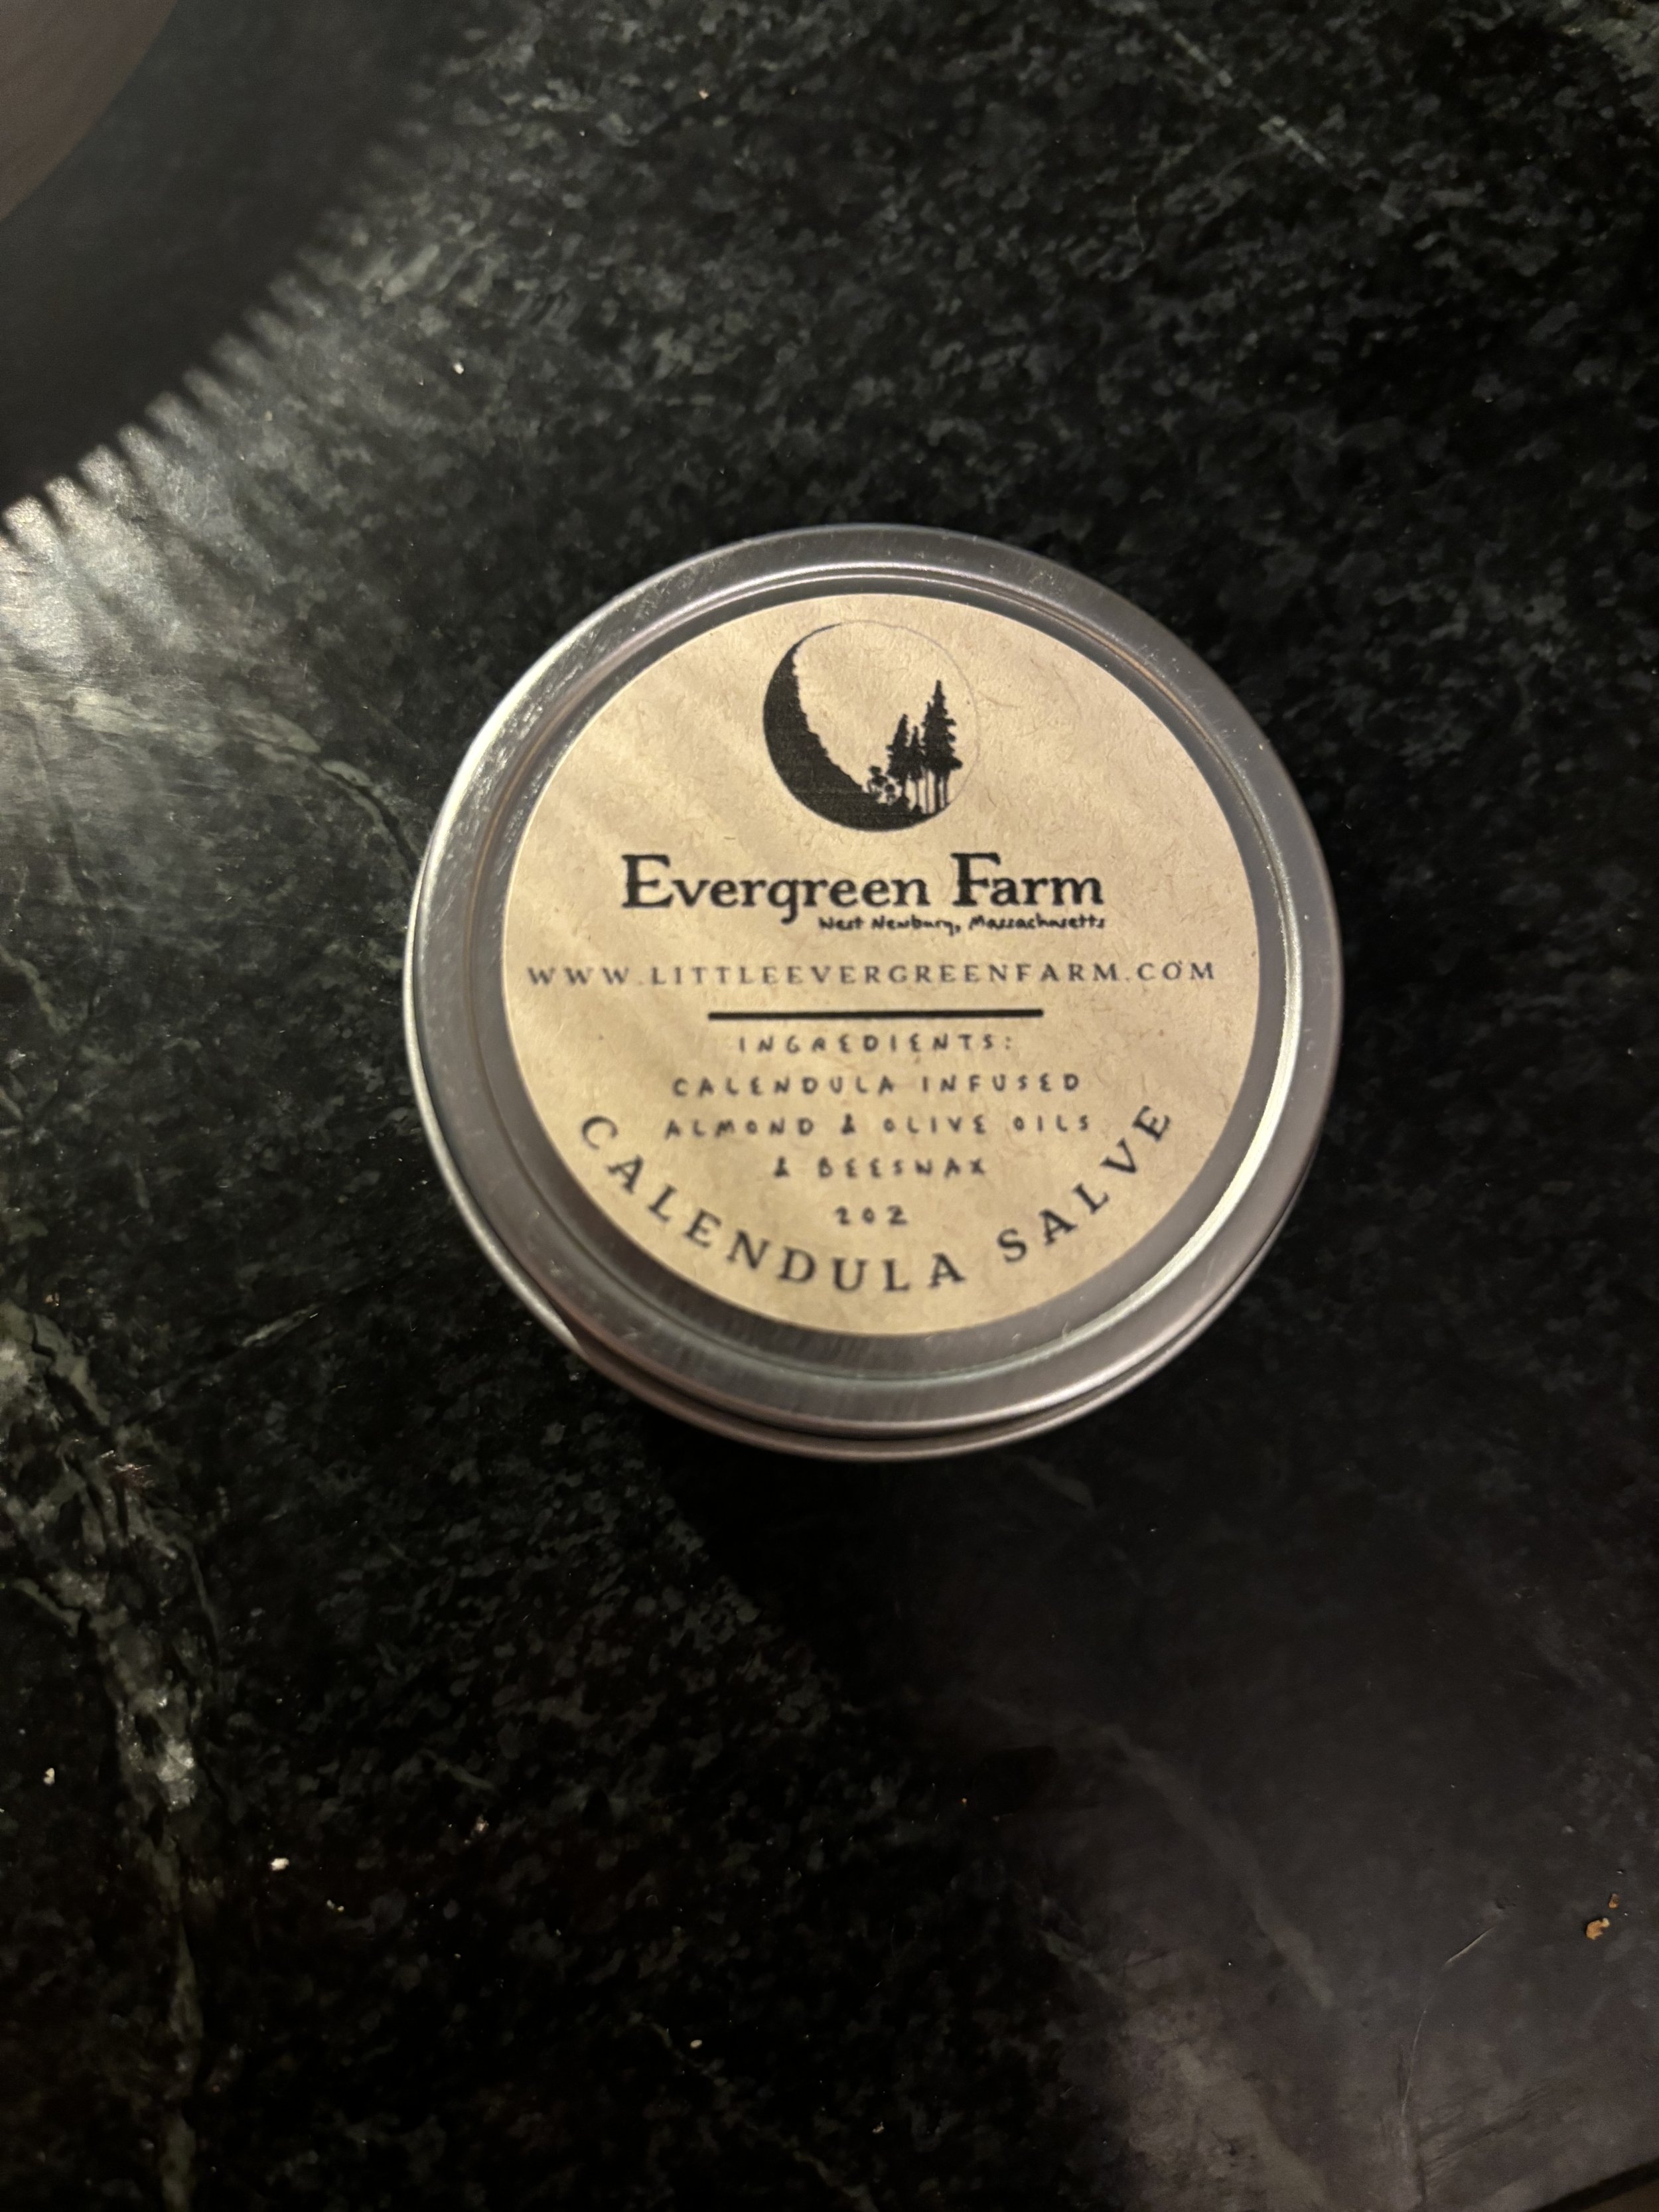 Evergreen Farm
West Newbury, Massachusetts
WWW.LITTLEEVERGREENFARM.COM
INGREDIENTS:
CALENDULA INFUSED
ALMOND & OLIVE OILS
& BEESWAX
2OZ
CALENDULA SALVE